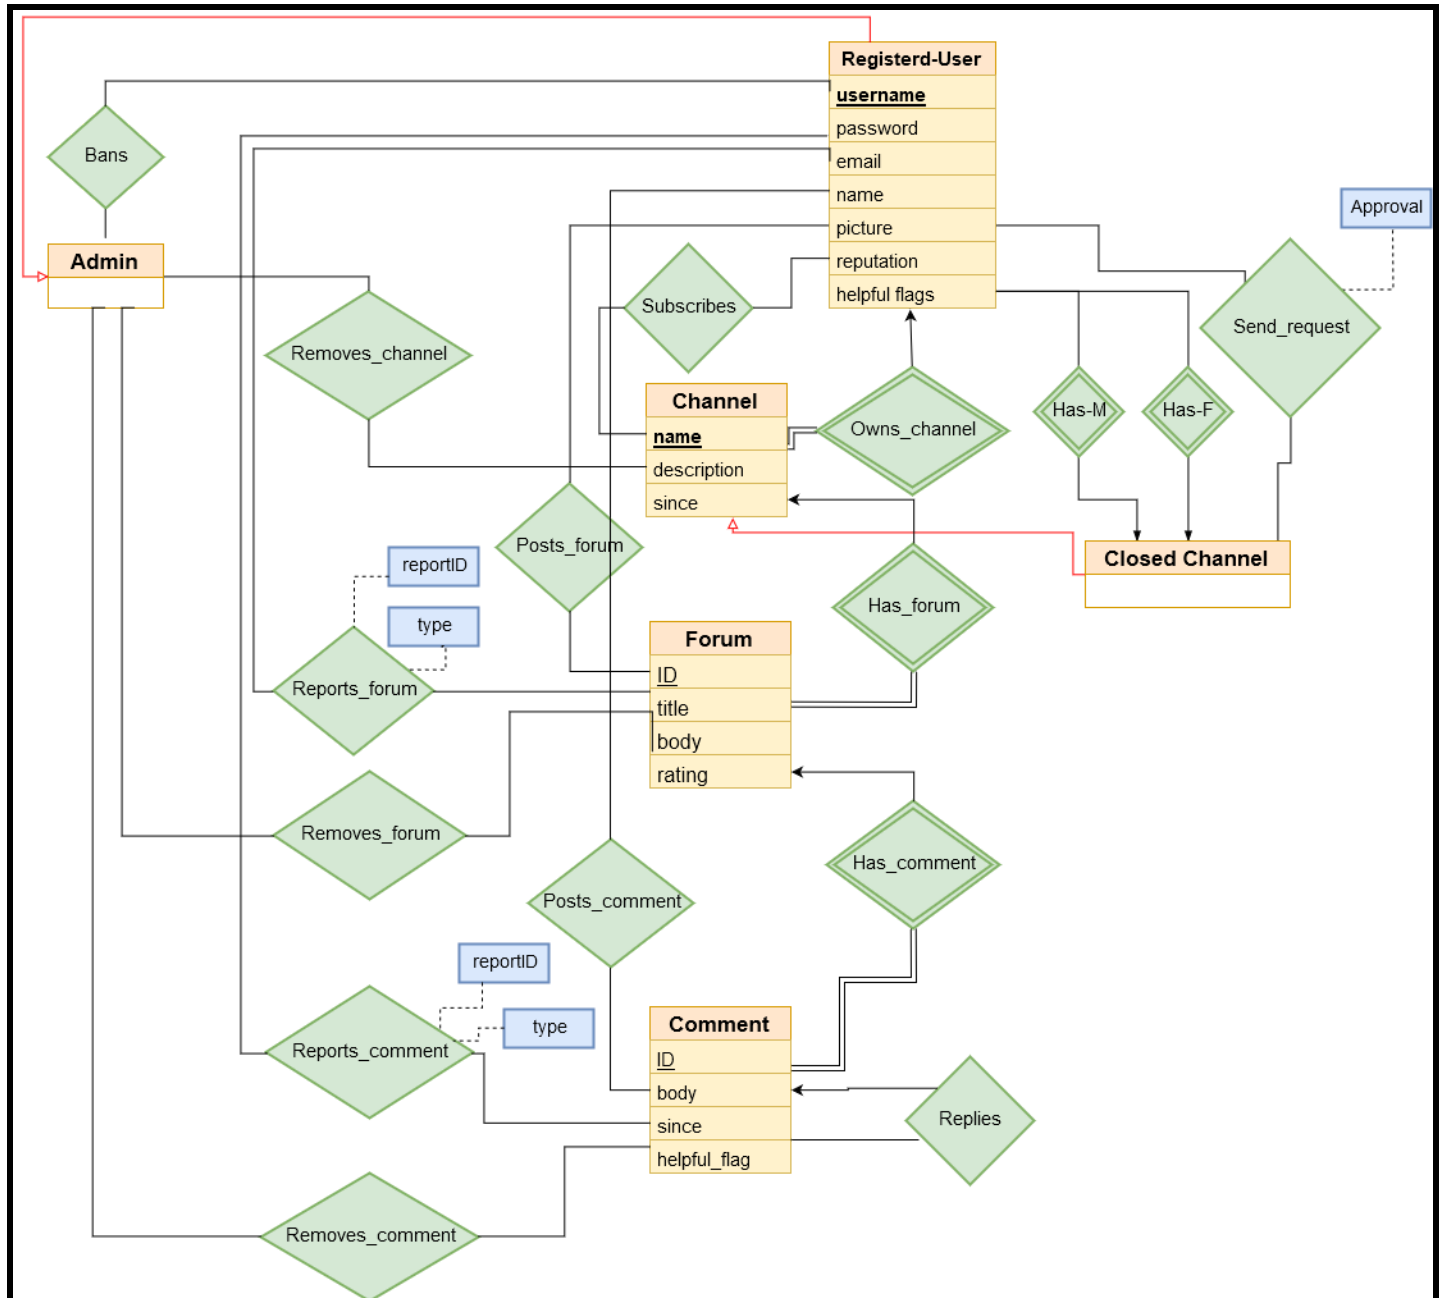 Registerd-User
username
password
email
name
picture
reputation
helpful flags
Bans
Admin
Approval
Send_request
Subscribes
Removes_channel
Channel
name
description
since
Owns_channel
Has-M
Has-F
Closed Channel
Posts_forum
reportID
type
Has_forum
Forum
ID
title
body
rating
Reports_forum
Removes_forum
Has_comment
Posts_comment
reportID
type
Reports_comment
Comment
ID
body
since
helpful_flag
Replies
Removes_comment